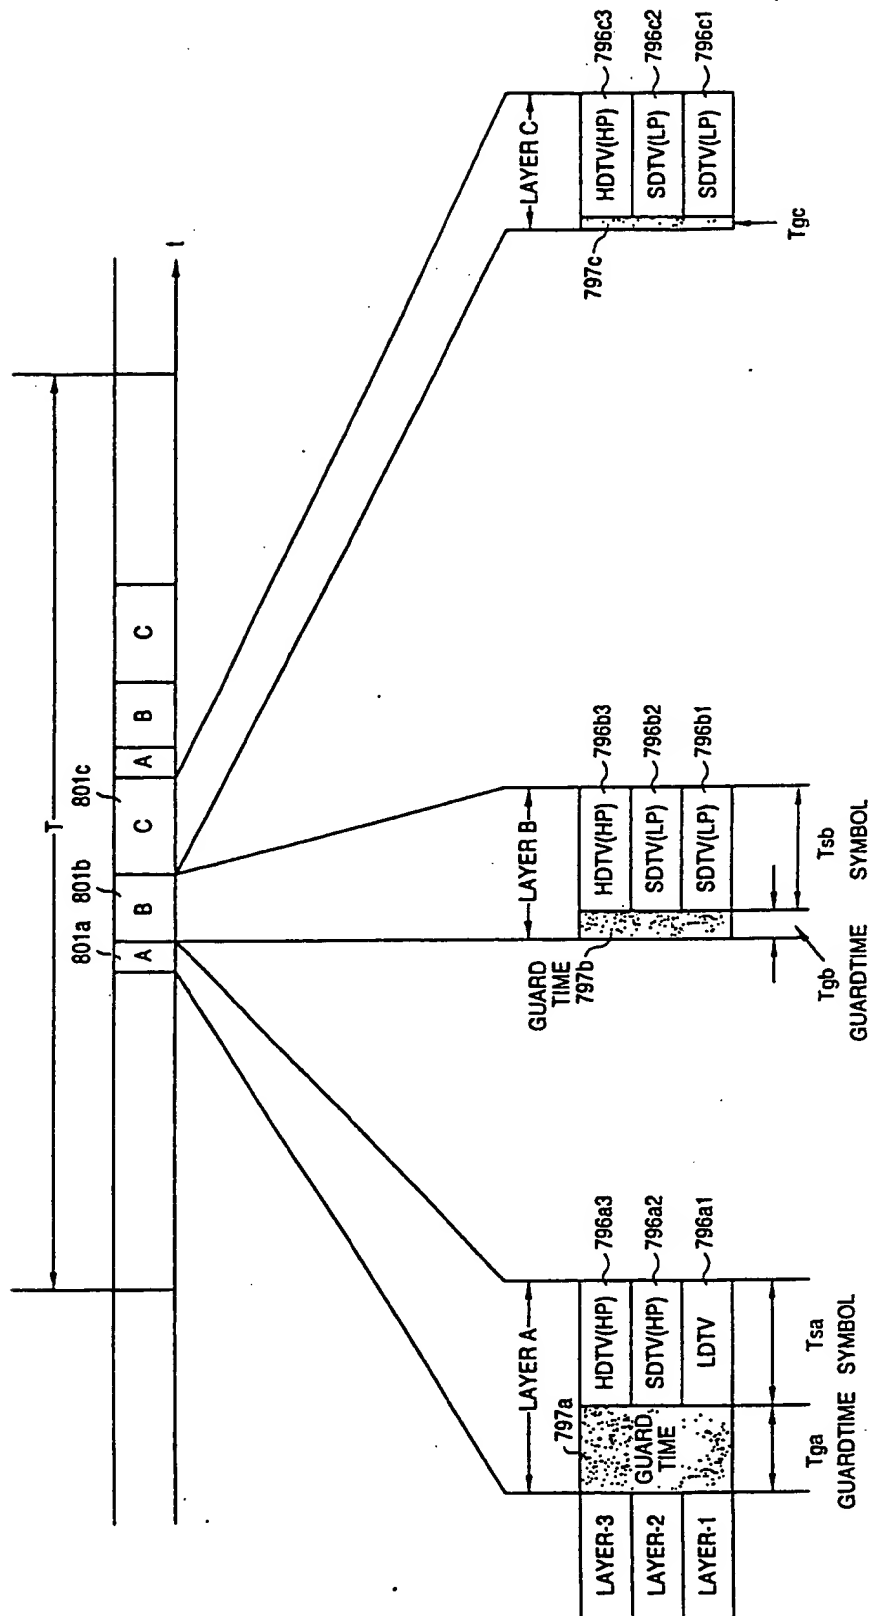 T
801a
801b
801c
A
B
C
A
B
C
t
LAYER A
LAYER B
LAYER C
797a
GUARD
TIME
797b
797c
LAYER-3
LAYER-2
LAYER-1
GUARD
TIME
HDTV(HP)
SDTV(HP)
LDTV
796a3
796a2
796a1
HDTV(HP)
SDTV(LP)
SDTV(LP)
796b3
796b2
796b1
HDTV(HP)
SDTV(LP)
SDTV(LP)
796c3
796c2
796c1
Tga
Tsa
GUARDTIME SYMBOL
Tgb
Tsb
GUARDTIME SYMBOL
Tgc